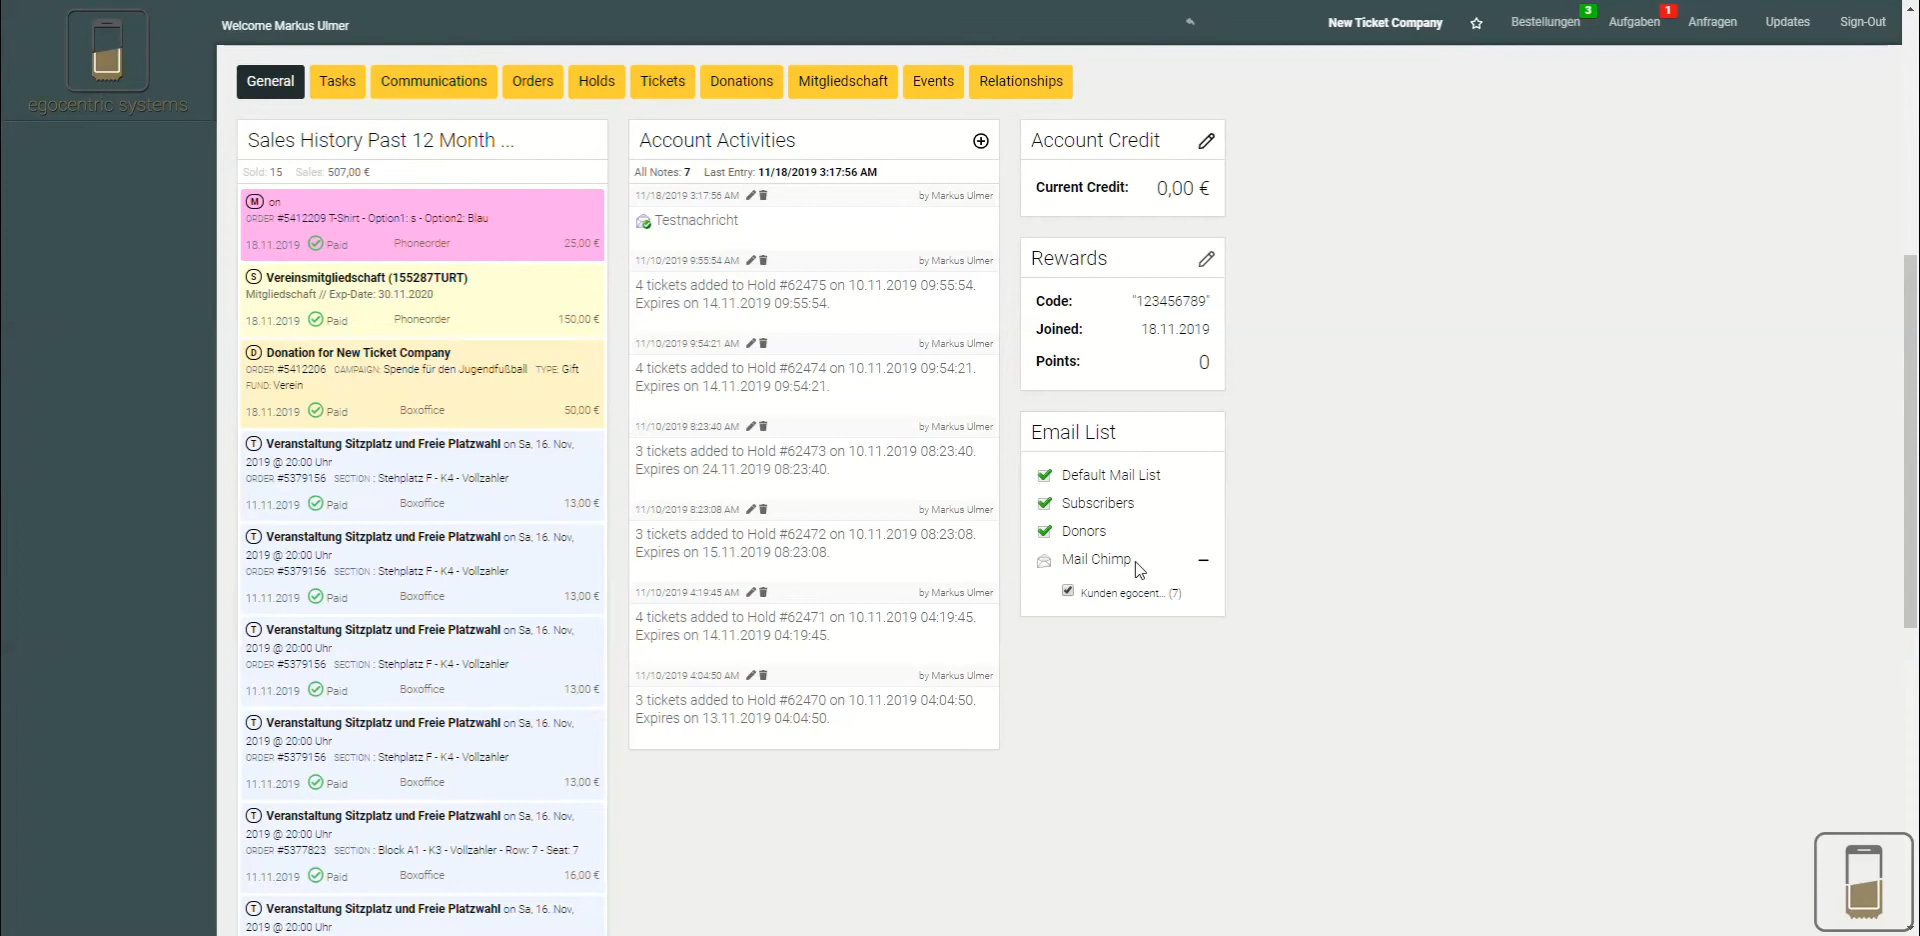 egocentric systems
Welcome Markus Ulmer
New Ticket Company
Bestellungen 3
Aufgaben 1
Anfragen
Updates
Sign-Out
General
Tasks
Communications
Orders
Holds
Tickets
Donations
Mitgliedschaft
Events
Relationships
Sales History Past 12 Month ...
Sold: 15 Sales: 507,00 €
M on
ORDER #5412209 T-Shirt - Option1: s - Option2: Blau
18.11.2019 Paid Phoneorder 25,00 €
S Vereinsmitgliedschaft (155287TURT)
Mitgliedschaft // Exp-Date: 30.11.2020
18.11.2019 Paid Phoneorder 150,00 €
D Donation for New Ticket Company
ORDER #5412206 CAMPAIGN: Spende für den Jugendfußball TYPE: Gift
FUND: Verein
18.11.2019 Paid Boxoffice 50,00 €
T Veranstaltung Sitzplatz und Freie Platzwahl on Sa, 16. Nov,
2019 @ 20:00 Uhr
ORDER #5379156 SECTION : Stehplatz F - K4 - Vollzahler
11.11.2019 Paid Boxoffice 13,00 €
T Veranstaltung Sitzplatz und Freie Platzwahl on Sa, 16. Nov,
2019 @ 20:00 Uhr
ORDER #5379156 SECTION : Stehplatz F - K4 - Vollzahler
11.11.2019 Paid Boxoffice 13,00 €
T Veranstaltung Sitzplatz und Freie Platzwahl on Sa, 16. Nov,
2019 @ 20:00 Uhr
ORDER #5379156 SECTION : Stehplatz F - K4 - Vollzahler
11.11.2019 Paid Boxoffice 13,00 €
T Veranstaltung Sitzplatz und Freie Platzwahl on Sa, 16. Nov,
2019 @ 20:00 Uhr
ORDER #5379156 SECTION : Stehplatz F - K4 - Vollzahler
11.11.2019 Paid Boxoffice 13,00 €
T Veranstaltung Sitzplatz und Freie Platzwahl on Sa, 16. Nov,
2019 @ 20:00 Uhr
ORDER #5377823 SECTION : Block A1 - K3 - Vollzahler - Row: 7 - Seat: 7
11.11.2019 Paid Boxoffice 16,00 €
T Veranstaltung Sitzplatz und Freie Platzwahl on Sa, 16. Nov,
2019 @ 20:00 Uhr
Account Activities
All Notes: 7 Last Entry: 11/18/2019 3:17:56 AM
11/18/2019 3:17:56 AM by Markus Ulmer
Testnachricht
11/10/2019 9:55:54 AM by Markus Ulmer
4 tickets added to Hold #62475 on 10.11.2019 09:55:54.
Expires on 14.11.2019 09:55:54.
11/10/2019 9:54:21 AM by Markus Ulmer
4 tickets added to Hold #62474 on 10.11.2019 09:54:21.
Expires on 14.11.2019 09:54:21.
11/10/2019 8:23:40 AM by Markus Ulmer
3 tickets added to Hold #62473 on 10.11.2019 08:23:40.
Expires on 24.11.2019 08:23:40.
11/10/2019 8:23:08 AM by Markus Ulmer
3 tickets added to Hold #62472 on 10.11.2019 08:23:08.
Expires on 15.11.2019 08:23:08.
11/10/2019 4:19:45 AM by Markus Ulmer
4 tickets added to Hold #62471 on 10.11.2019 04:19:45.
Expires on 14.11.2019 04:19:45.
11/10/2019 4:04:50 AM by Markus Ulmer
3 tickets added to Hold #62470 on 10.11.2019 04:04:50.
Expires on 13.11.2019 04:04:50.
Account Credit
Current Credit: 0,00 €
Rewards
Code: "123456789"
Joined: 18.11.2019
Points: 0
Email List
Default Mail List
Subscribers
Donors
Mail Chimp
Kunden egocent... (7)